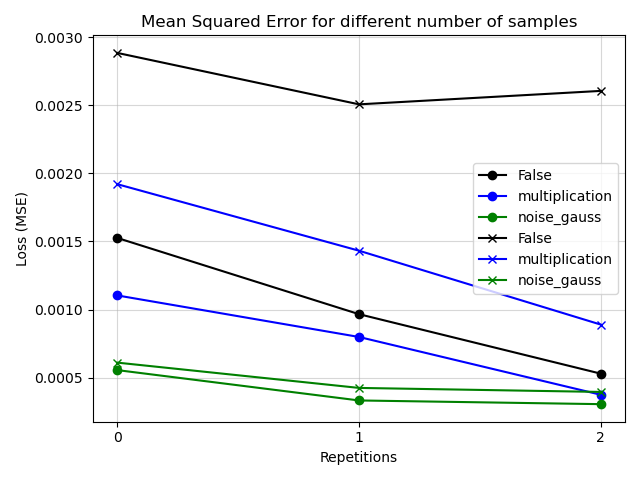 Mean Squared Error for different number of samples
0.0030
0.0025
0.0020
0.0015
0.0010
0.0005
Loss (MSE)
False
multiplication
noise_gauss
False
multiplication
noise_gauss
0 1 2
Repetitions